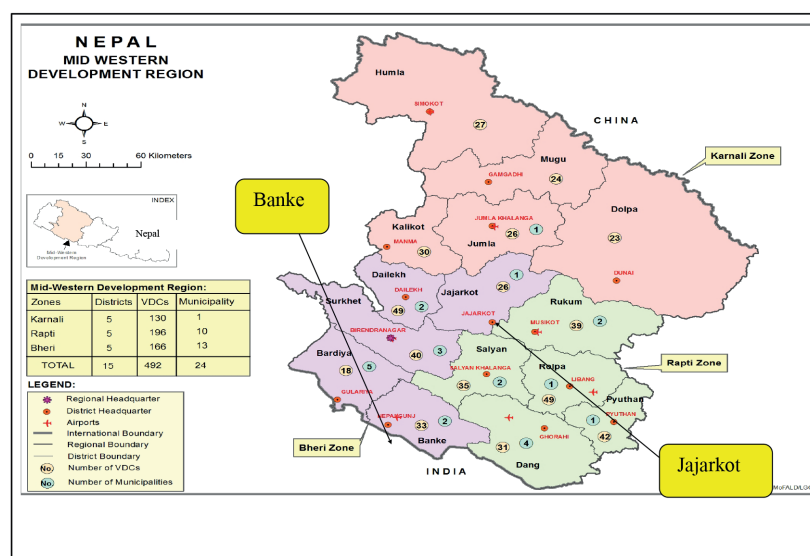 NEPAL
MID WESTERN
DEVELOPMENT REGION
N
W E
S
0 15 30 60 Kilometers
INDEX
Nepal
Mid Western
Development Region
Mid-Western Development Region:
Zones Districts VDCs Municipality
Karnali 5 130 1
Rapti 5 196 10
Bheri 5 166 13
TOTAL 15 492 24
LEGEND:
Regional Headquarter
District Headquarter
Airports
International Boundary
Regional Boundary
District Boundary
No. Number of VDCs
No. Number of Municipalities
Humla
SIMOKOT
27
CHINA
Karnali Zone
Mugu
24
GAMGADHI
Dolpa
23
DUNAI
Banke
JUMLA KHALANGA
26 1
Jumla
Kalikot
MANMA
30
Dailekh
DAILEKH
49 2
Jajarkot
1
26
JAJARKOT
Surkhet
BIRENDRANAGAR
3
40
Rukum
MUSIKOT
2
39
Bardiya
5
18
GULARIYA
Salyan
SALYAN KHALANGA
35 2
Rolpa
1
LIBANG
49
Rapti Zone
Pyuthan
1
42
NEPALGUNJ
2
33
Banke
Bheri Zone
INDIA
GHORAHI
4
31
Dang
Jajarkot